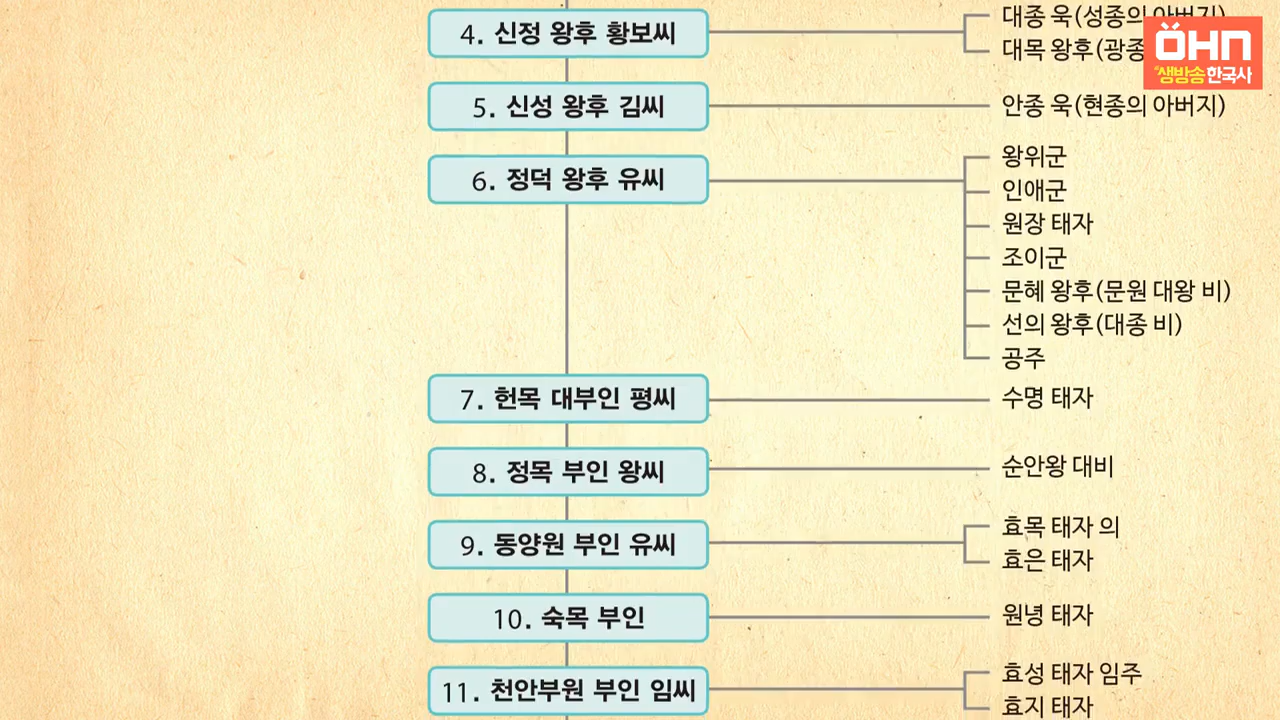 4. 신정 왕후 황보씨
대종 욱(성종의 아버지)
대목 왕후(광종
OHN
생방송 한국사
5. 신성 왕후 김씨
안종 욱(현종의 아버지)
6. 정덕 왕후 유씨
왕위군
인애군
원장 태자
조이군
문혜 왕후(문원 대왕 비)
선의 왕후(대종 비)
공주
7. 헌목 대부인 평씨
수명 태자
8. 정목 부인 왕씨
순안왕 대비
9. 동양원 부인 유씨
효목 태자 의
효은 태자
10. 숙목 부인
원녕 태자
11. 천안부원 부인 임씨
효성 태자 임주
효지 태자